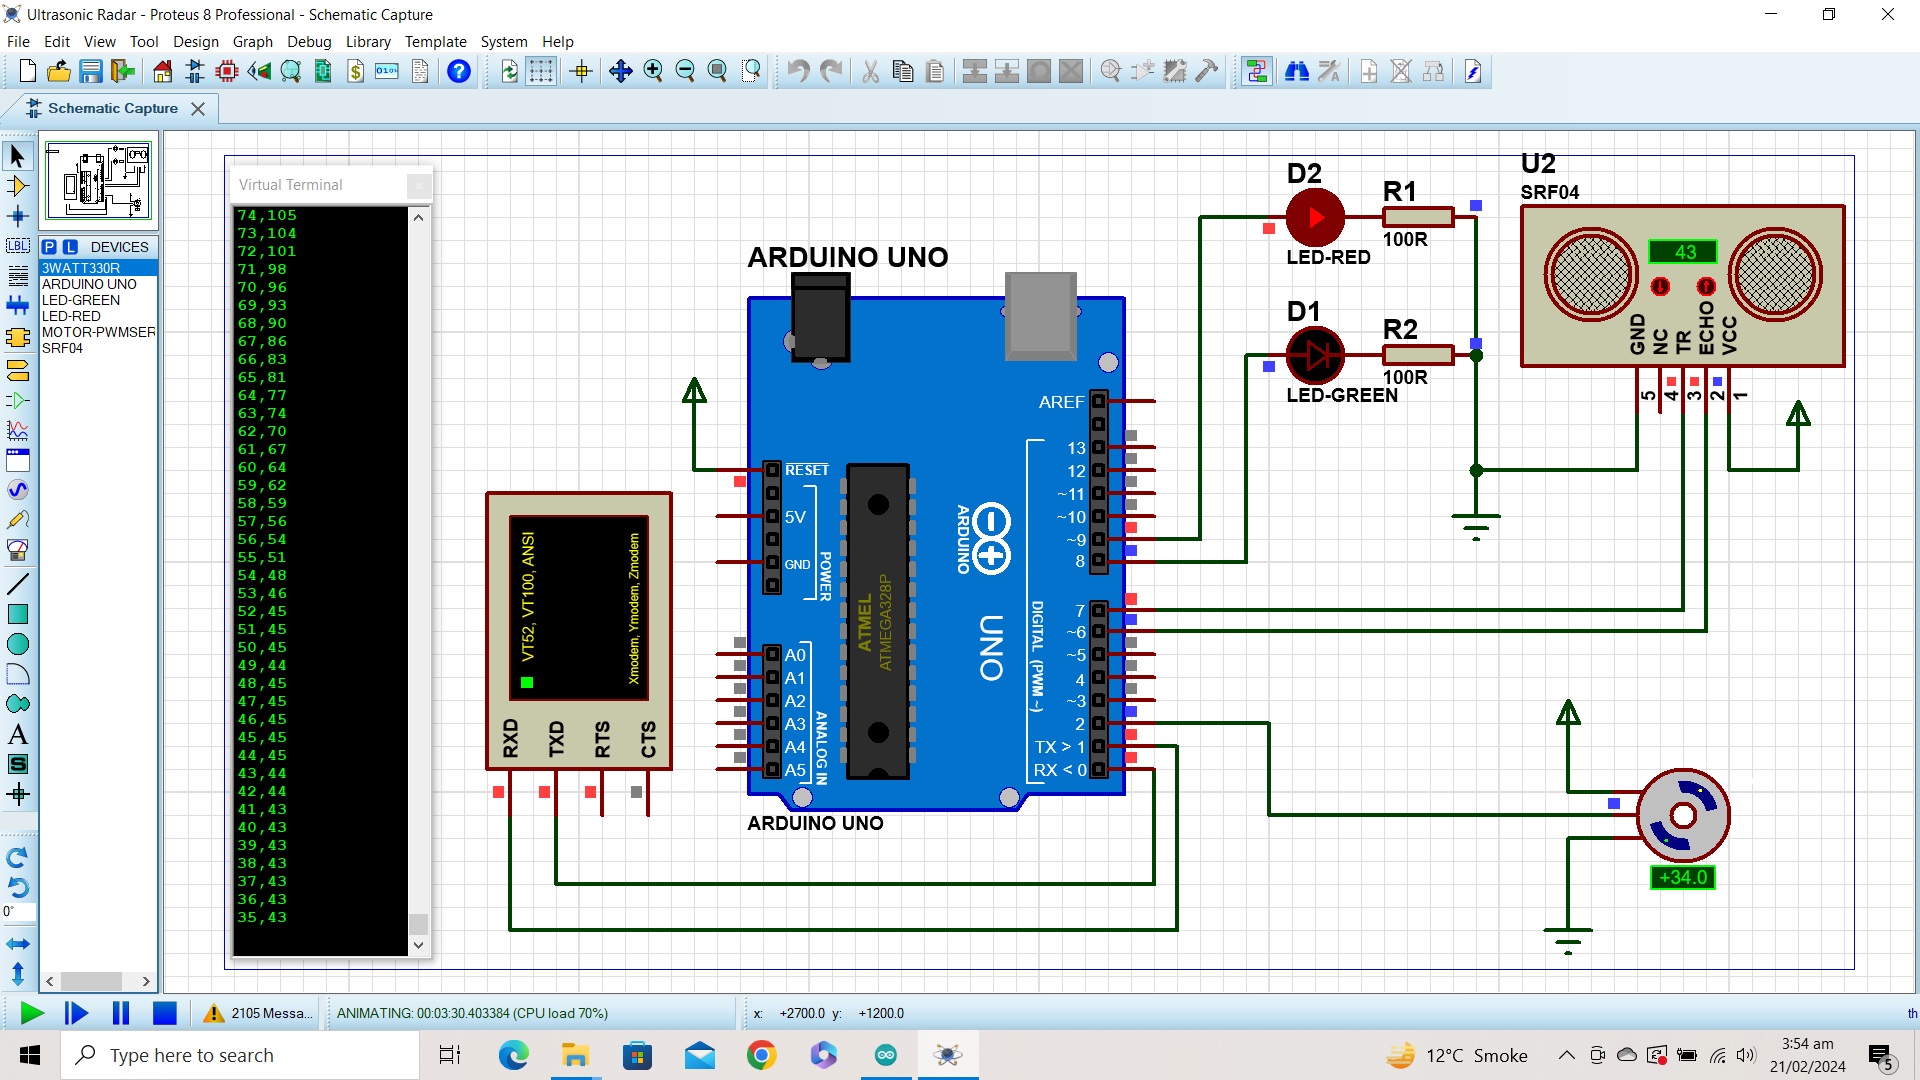 Ultrasonic Radar - Proteus 8 Professional - Schematic Capture
File Edit View Tool Design Graph Debug Library Template System Help
Schematic Capture
P L DEVICES
3WATT330R
ARDUINO UNO
LED-GREEN
LED-RED
MOTOR-PWMSER
SRF04
LBL
A
S
0°
Virtual Terminal
74,105
73,104
72,101
71,98
70,96
69,93
68,90
67,86
66,83
65,81
64,77
63,74
62,70
61,67
60,64
59,62
58,59
57,56
56,54
55,51
54,48
53,46
52,45
51,45
50,45
49,44
48,45
47,45
46,45
45,45
44,45
43,44
42,44
41,43
40,43
39,43
38,43
37,43
36,43
35,43
VT52, VT100, ANSI
Xmodem, Ymodem, Zmodem
RXD
TXD
RTS
CTS
ARDUINO UNO
RESET
5V
GND
POWER
A0
A1
A2
A3
A4
A5
ANALOG IN
ATMEL
ATMEGA328P
ARDUINO
UNO
AREF
13
12
~11
~10
~9
8
7
~6
~5
4
~3
2
TX > 1
RX < 0
DIGITAL (PWM ~)
ARDUINO UNO
D2
LED-RED
R1
100R
D1
LED-GREEN
R2
100R
U2
SRF04
43
GND
NC
TR
ECHO
VCC
5
4
3
2
1
+34.0
2105 Messa...
ANIMATING: 00:03:30.403384 (CPU load 70%)
x: +2700.0 y: +1200.0
th
Type here to search
12°C Smoke
3:54 am
21/02/2024
5